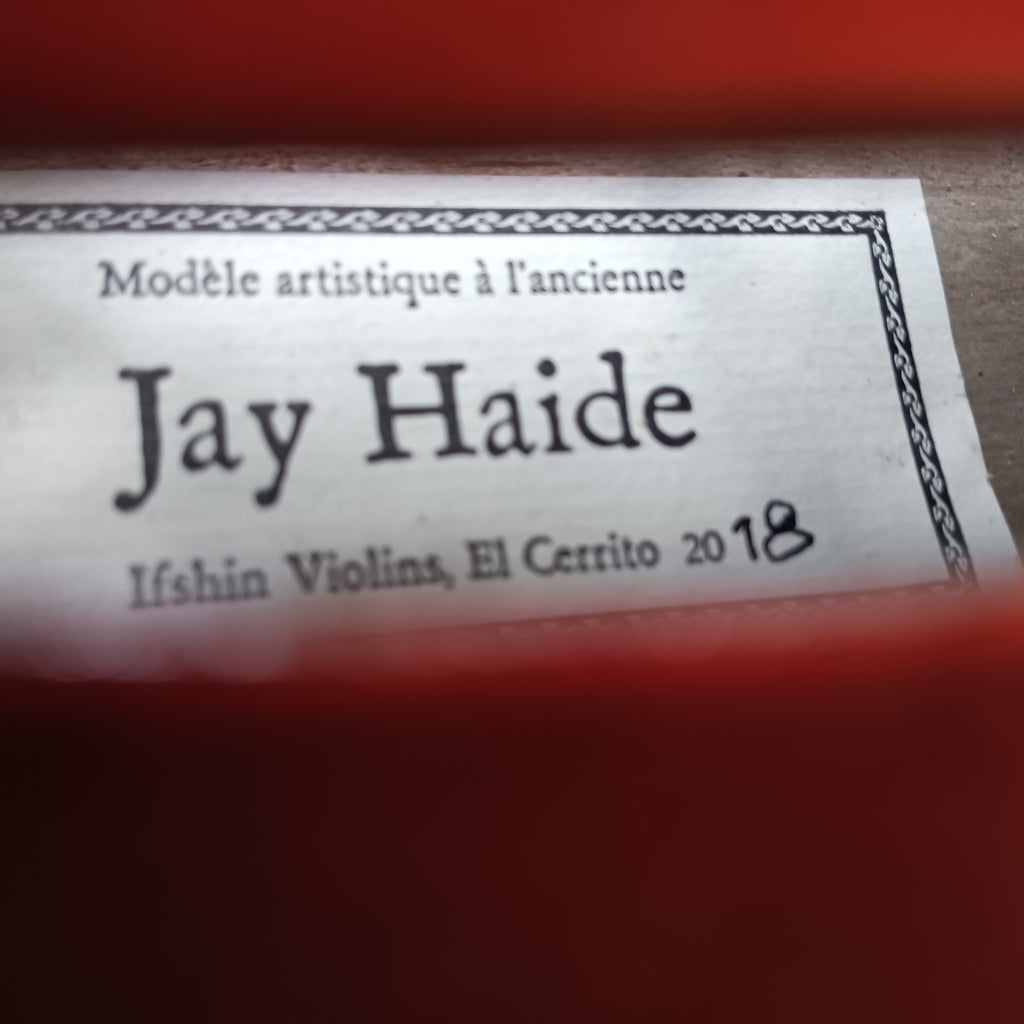 Modèle artistique à l'ancienne
Jay Haide
Ifshin Violins, El Cerrito 2018